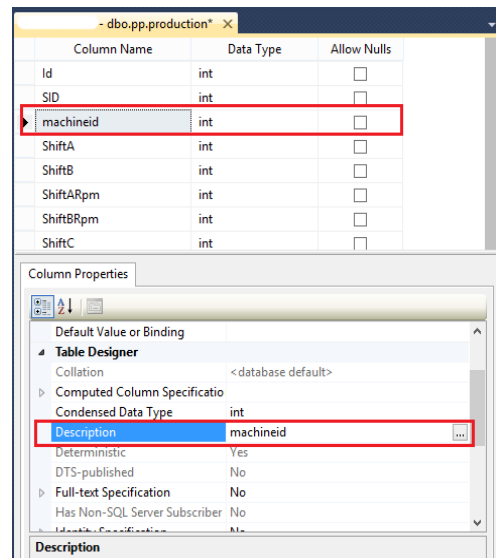 - dbo.pp.production* ×
Column Name Data Type Allow Nulls
Id int
SID int
machineid int
ShiftA int
ShiftB int
ShiftARpm int
ShiftBRpm int
ShiftC int
Column Properties
Default Value or Binding
Table Designer
Collation <database default>
Computed Column Specificatio
Condensed Data Type int
Description machineid ...
Deterministic Yes
DTS-published No
Full-text Specification No
Has Non-SQL Server Subscriber No
Identity Specification No
Description